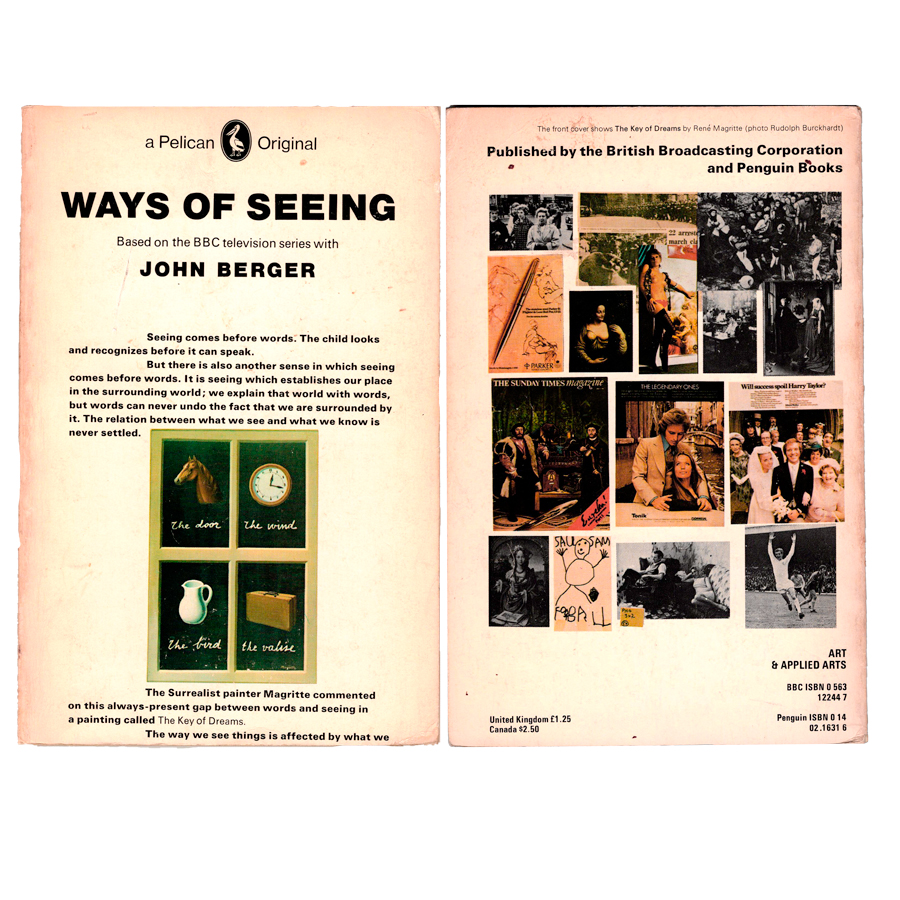 a Pelican Original
WAYS OF SEEING
Based on the BBC television series with
JOHN BERGER
Seeing comes before words. The child looks
and recognizes before it can speak.
But there is also another sense in which seeing
comes before words. It is seeing which establishes our place
in the surrounding world; we explain that world with words,
but words can never undo the fact that we are surrounded by
it. The relation between what we see and what we know is
never settled.
the door
the wind
the bird
the valise
The Surrealist painter Magritte commented
on this always-present gap between words and seeing in
a painting called The Key of Dreams.
The way we see things is affected by what we
The front cover shows The Key of Dreams by René Magritte (photo Rudolph Burckhardt)
Published by the British Broadcasting Corporation
and Penguin Books
22 arrests
march
PARKER
THE SUNDAY TIMES magazine
THE LEGENDARY ONES
Tonik
Will success spoil Harry Taylor?
SAUL SAM
ART
& APPLIED ARTS
BBC ISBN 0 563
12244 7
United Kingdom £1.25
Canada $2.50
Penguin ISBN 0 14
02.1631 6